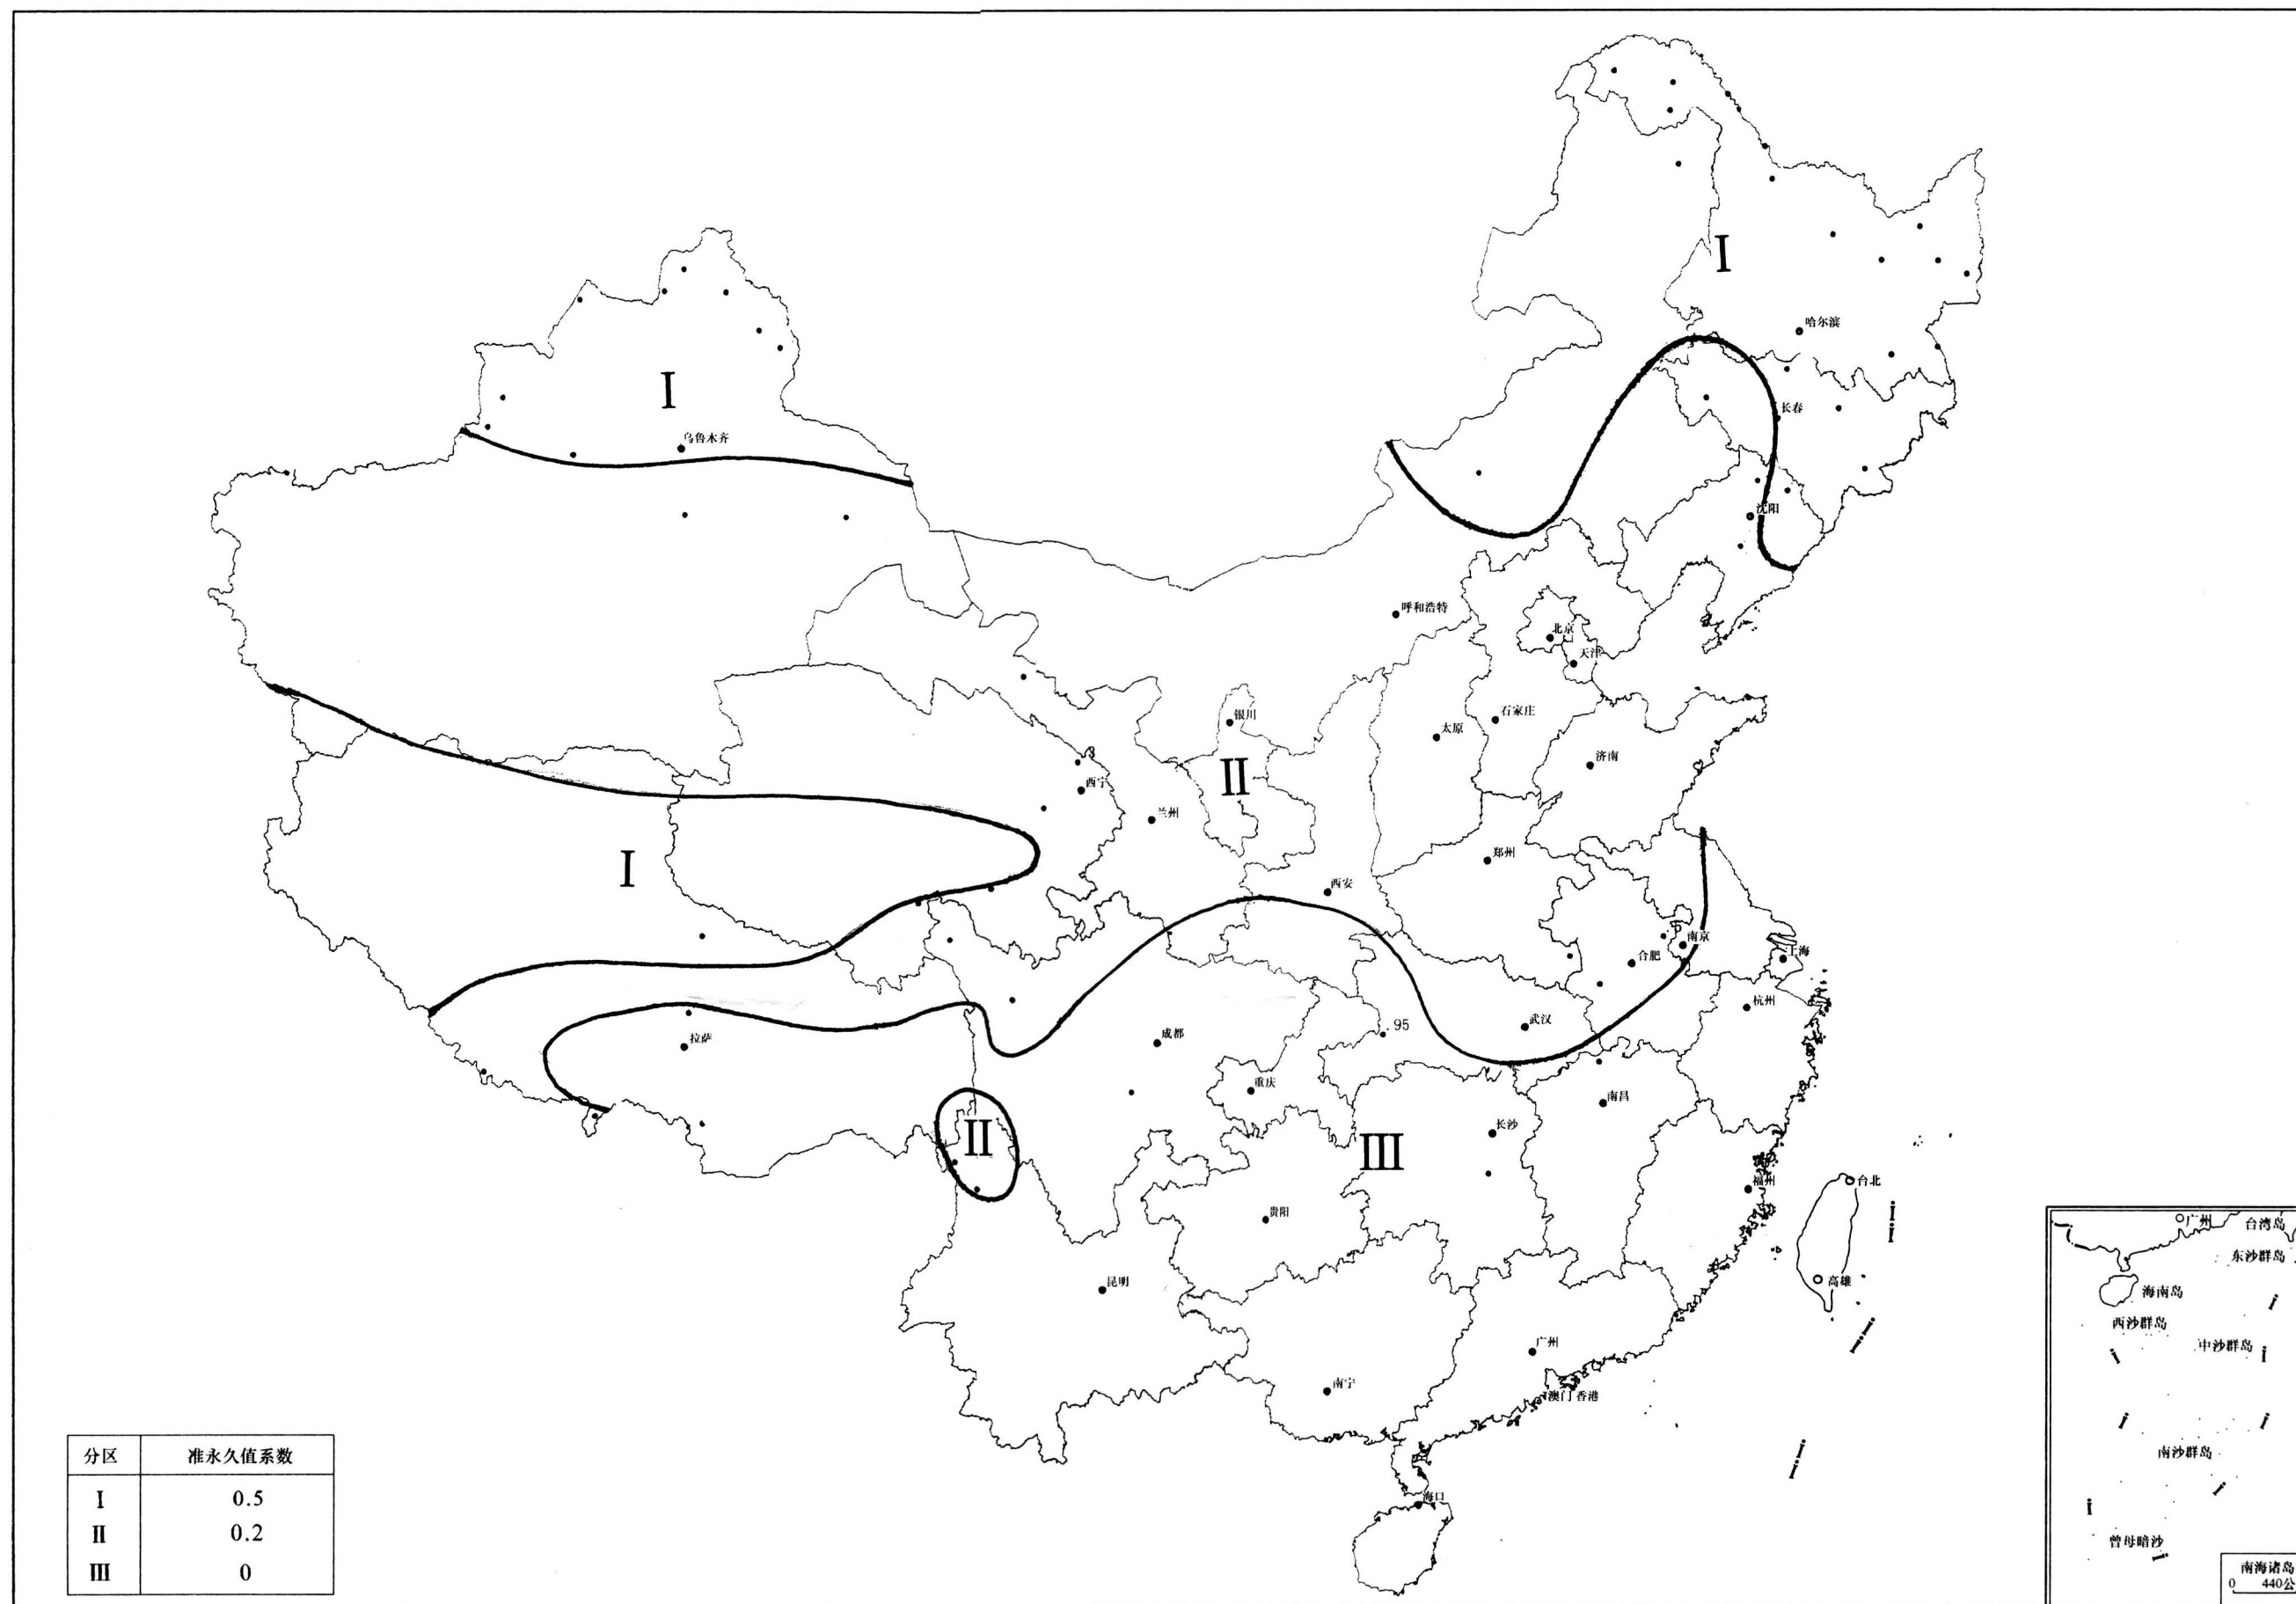 I
哈尔滨
I
长春
乌鲁木齐
沈阳
呼和浩特
北京
天津
银川
石家庄
太原
济南
II
西宁
兰州
郑州
I
西安
南京
合肥
上海
杭州
武汉
.95
拉萨
成都
重庆
南昌
长沙
II
III
福州
台北
贵阳
高雄
昆明
广州
南宁
澳门 香港
海口
分区 准永久值系数
I 0.5
II 0.2
III 0
广州 台湾岛
东沙群岛
海南岛
西沙群岛
中沙群岛
南沙群岛
曾母暗沙
南海诸岛
0 440公